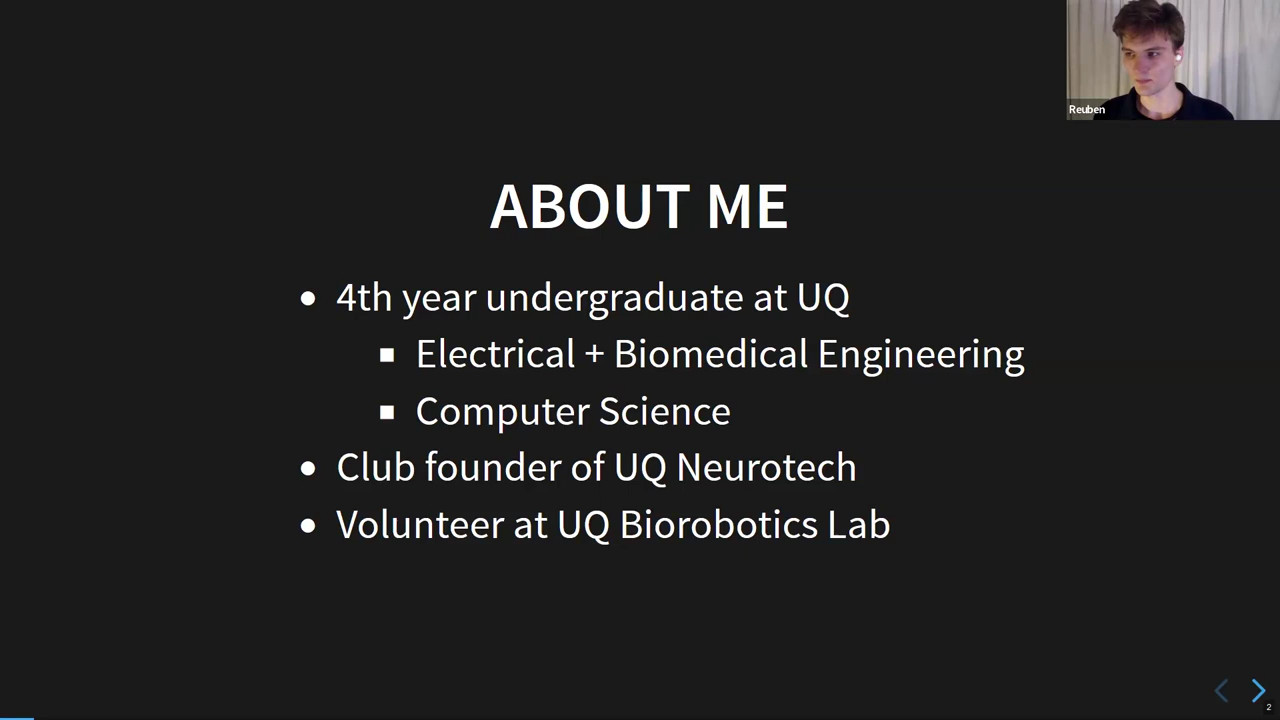 Reuben
ABOUT ME
4th year undergraduate at UQ
Electrical + Biomedical Engineering
Computer Science
Club founder of UQ Neurotech
Volunteer at UQ Biorobotics Lab
2